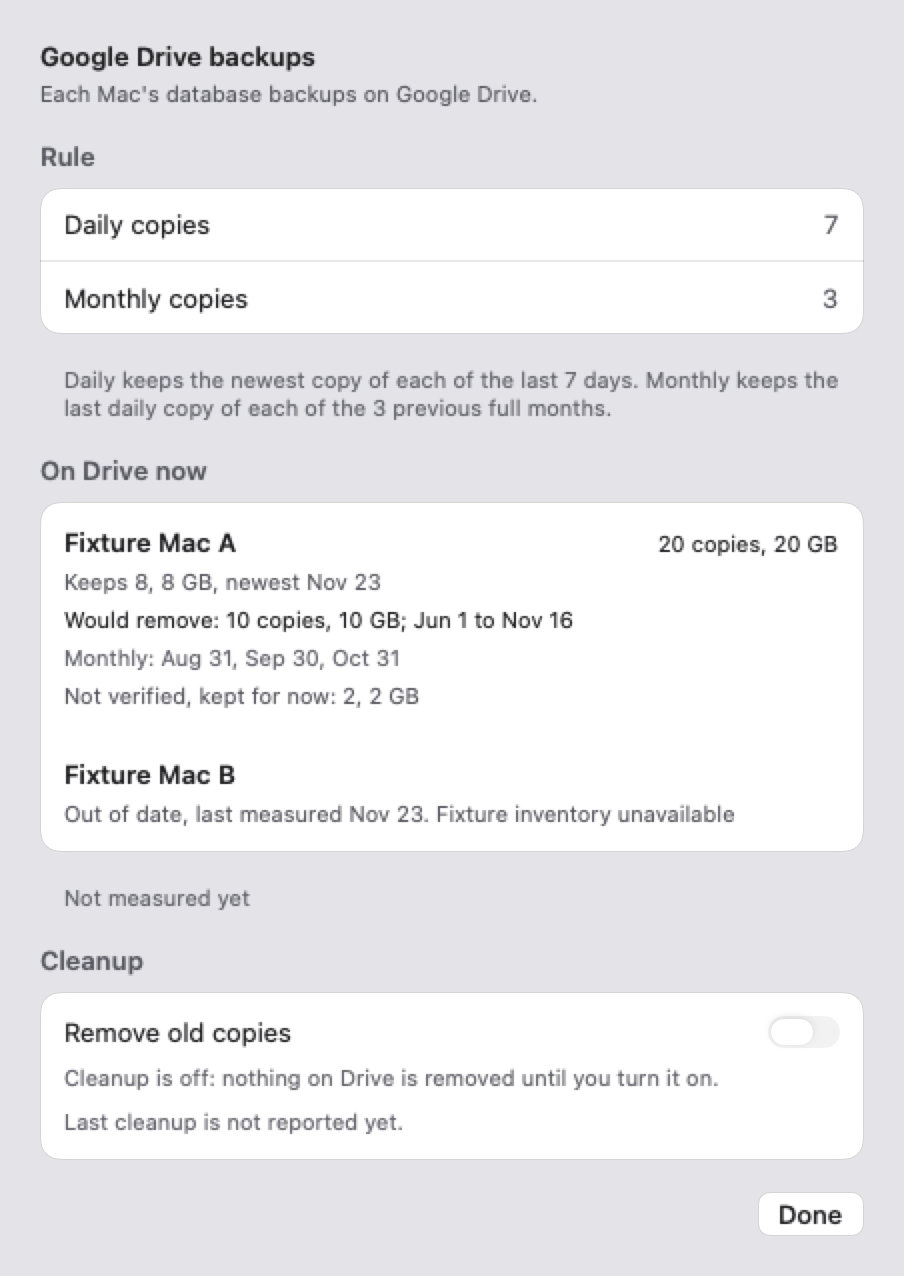 Google Drive backups
Each Mac's database backups on Google Drive.
Rule
Daily copies 7
Monthly copies 3
Daily keeps the newest copy of each of the last 7 days. Monthly keeps the
last daily copy of each of the 3 previous full months.
On Drive now
Fixture Mac A 20 copies, 20 GB
Keeps 8, 8 GB, newest Nov 23
Would remove: 10 copies, 10 GB; Jun 1 to Nov 16
Monthly: Aug 31, Sep 30, Oct 31
Not verified, kept for now: 2, 2 GB
Fixture Mac B
Out of date, last measured Nov 23. Fixture inventory unavailable
Not measured yet
Cleanup
Remove old copies
Cleanup is off: nothing on Drive is removed until you turn it on.
Last cleanup is not reported yet.
Done